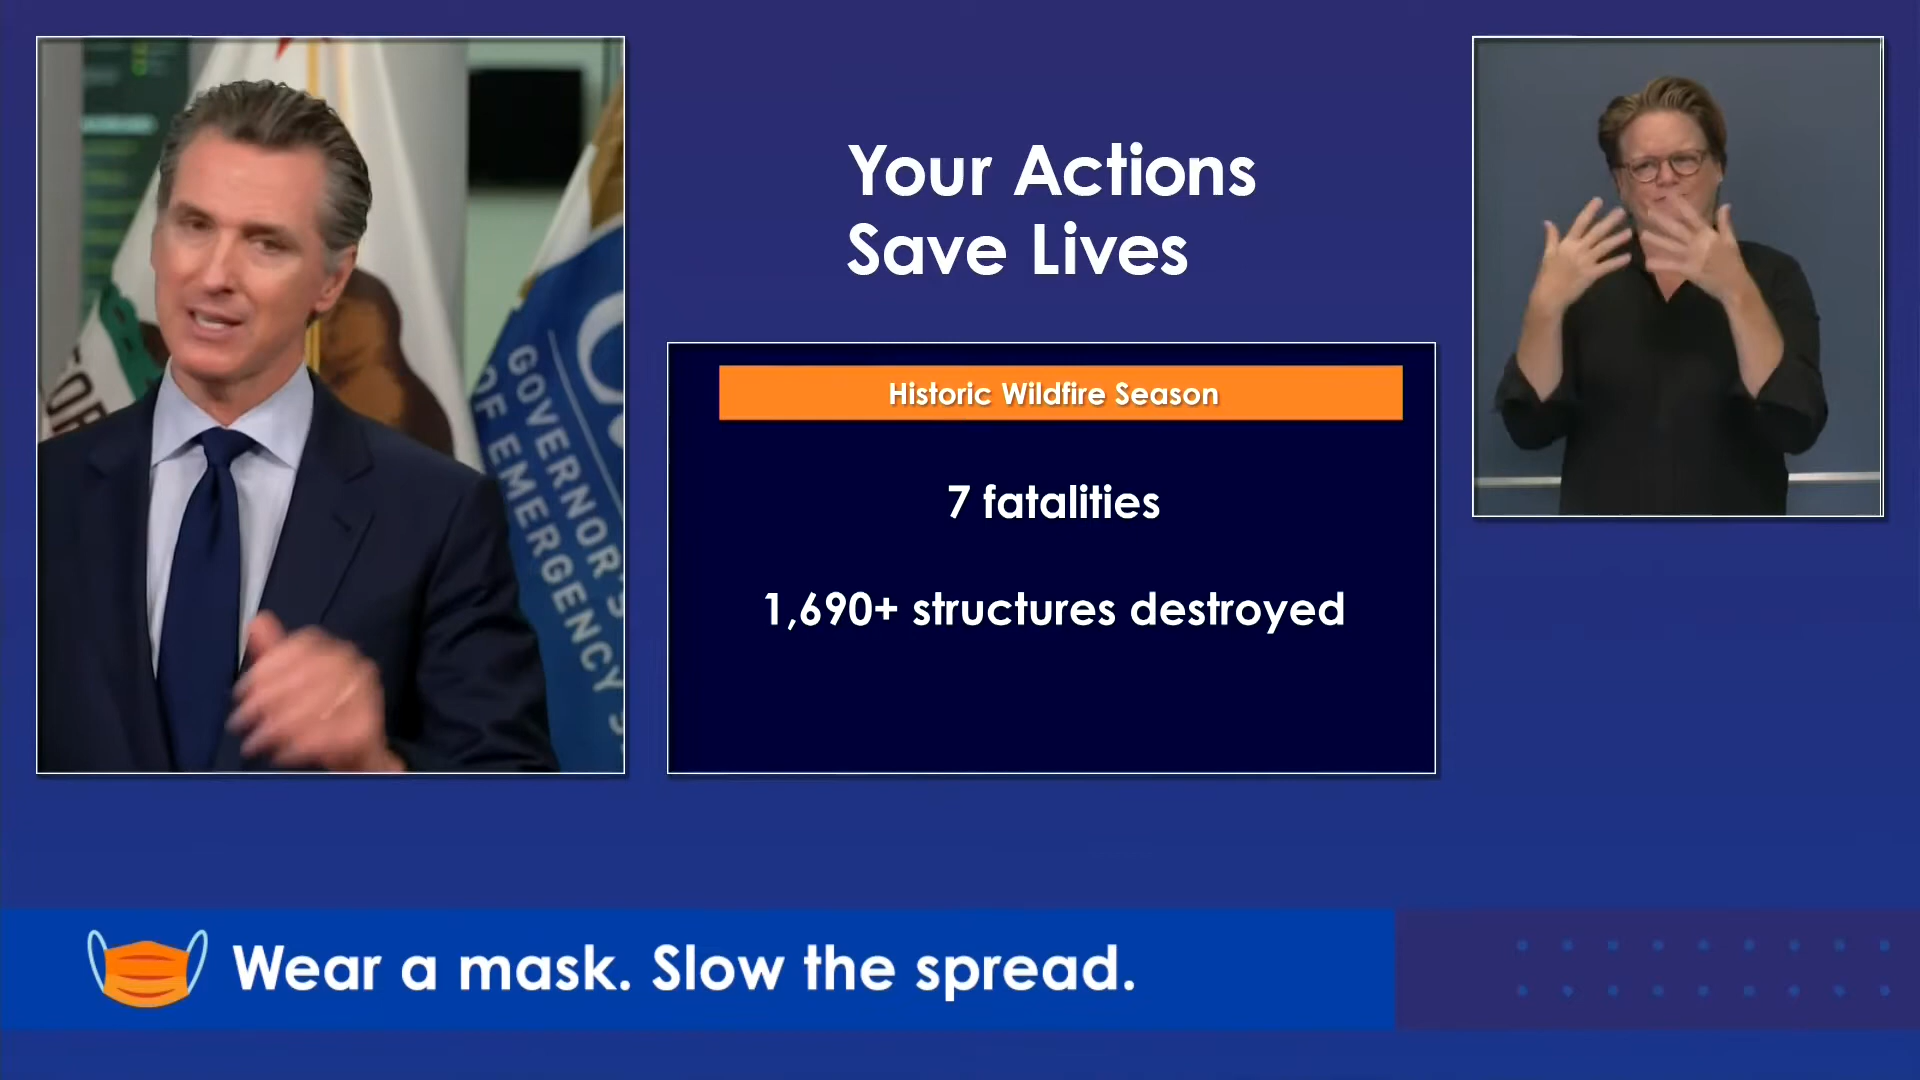 Your Actions
Save Lives
Historic Wildfire Season
7 fatalities
1,690+ structures destroyed
GOVERNOR'S
OF EMERGENCY
Wear a mask. Slow the spread.